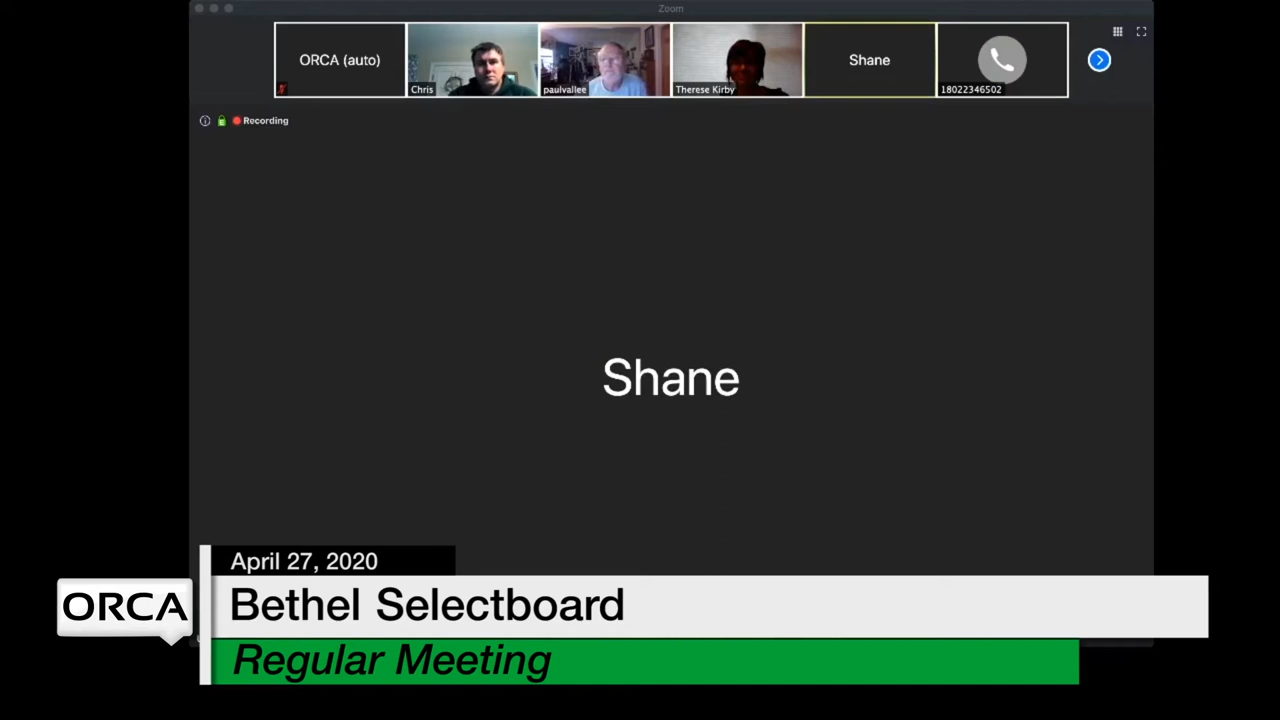 Zoom
ORCA (auto)
Chris
paulvallee
Therese Kirby
Shane
18022346502
Recording
Shane
April 27, 2020
ORCA
Bethel Selectboard
Regular Meeting